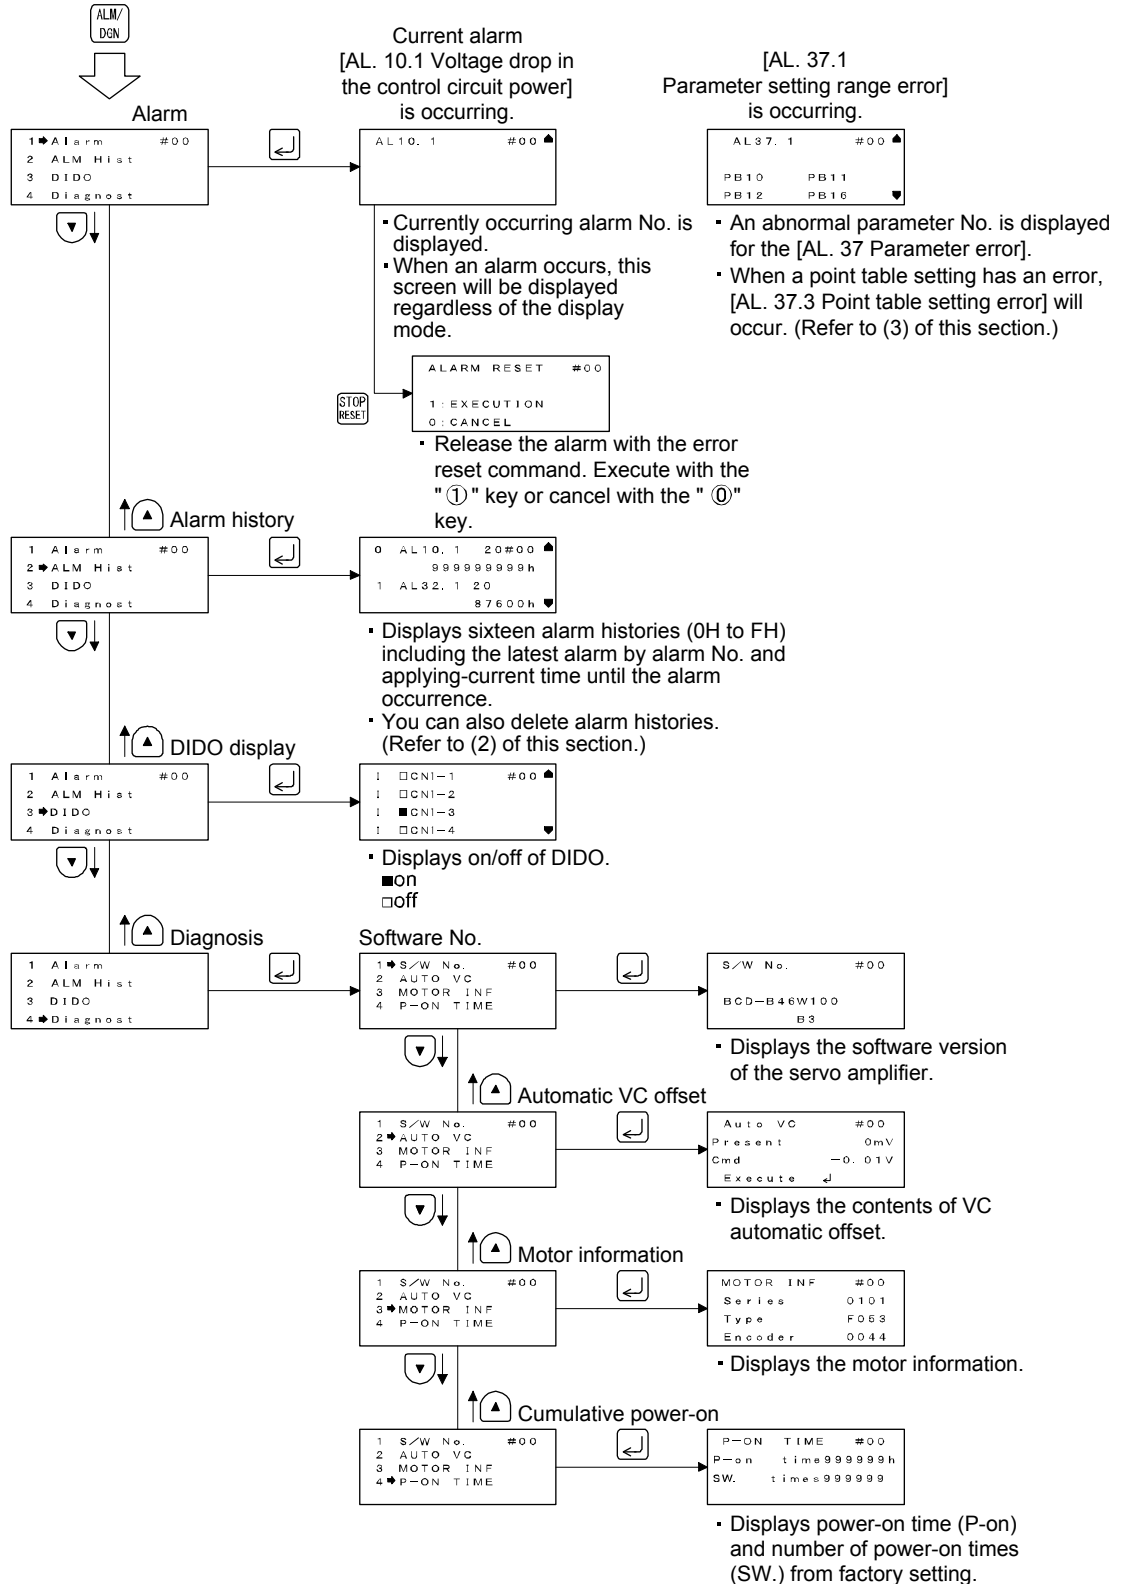 ALM/
DGN
Current alarm
[AL. 10.1 Voltage drop in
the control circuit power]
is occurring.
[AL. 37.1
Parameter setting range error]
is occurring.
Alarm
1 Alarm #00
2 ALM Hist
3 DIDO
4 Diagnost
AL10. 1 #00
AL37. 1 #00
PB10 PB11
PB12 PB16
Currently occurring alarm No. is
displayed.
When an alarm occurs, this
screen will be displayed
regardless of the display
mode.
An abnormal parameter No. is displayed
for the [AL. 37 Parameter error].
When a point table setting has an error,
[AL. 37.3 Point table setting error] will
occur. (Refer to (3) of this section.)
STOP
RESET
ALARM RESET #00
1:EXECUTION
0:CANCEL
Release the alarm with the error
reset command. Execute with the
" ① " key or cancel with the " ⓪"
key.
Alarm history
1 Alarm #00
2 ALM Hist
3 DIDO
4 Diagnost
0 AL10. 1 20#00
999999999h
1 AL32. 1 20
87600h
Displays sixteen alarm histories (0H to FH)
including the latest alarm by alarm No. and
applying-current time until the alarm
occurrence.
You can also delete alarm histories.
(Refer to (2) of this section.)
DIDO display
1 Alarm #00
2 ALM Hist
3 DIDO
4 Diagnost
I □CN1-1 #00
I □CN1-2
I ■CN1-3
I □CN1-4
Displays on/off of DIDO.
■on
□off
Diagnosis
1 Alarm
2 ALM Hist
3 DIDO
4 Diagnost
Software No.
1 S/W No. #00
2 AUTO VC
3 MOTOR INF
4 P-ON TIME
S/W No. #00
BCD-B46W100
B3
Displays the software version
of the servo amplifier.
Automatic VC offset
1 S/W No. #00
2 AUTO VC
3 MOTOR INF
4 P-ON TIME
Auto VC #00
Present 0mV
Cmd -0. 01V
Execute ↲
Displays the contents of VC
automatic offset.
Motor information
1 S/W No. #00
2 AUTO VC
3 MOTOR INF
4 P-ON TIME
MOTOR INF #00
Series 0101
Type F053
Encoder 0044
Displays the motor information.
Cumulative power-on
1 S/W No. #00
2 AUTO VC
3 MOTOR INF
4 P-ON TIME
P-ON TIME #00
P-on time999999h
SW. times999999
Displays power-on time (P-on)
and number of power-on times
(SW.) from factory setting.